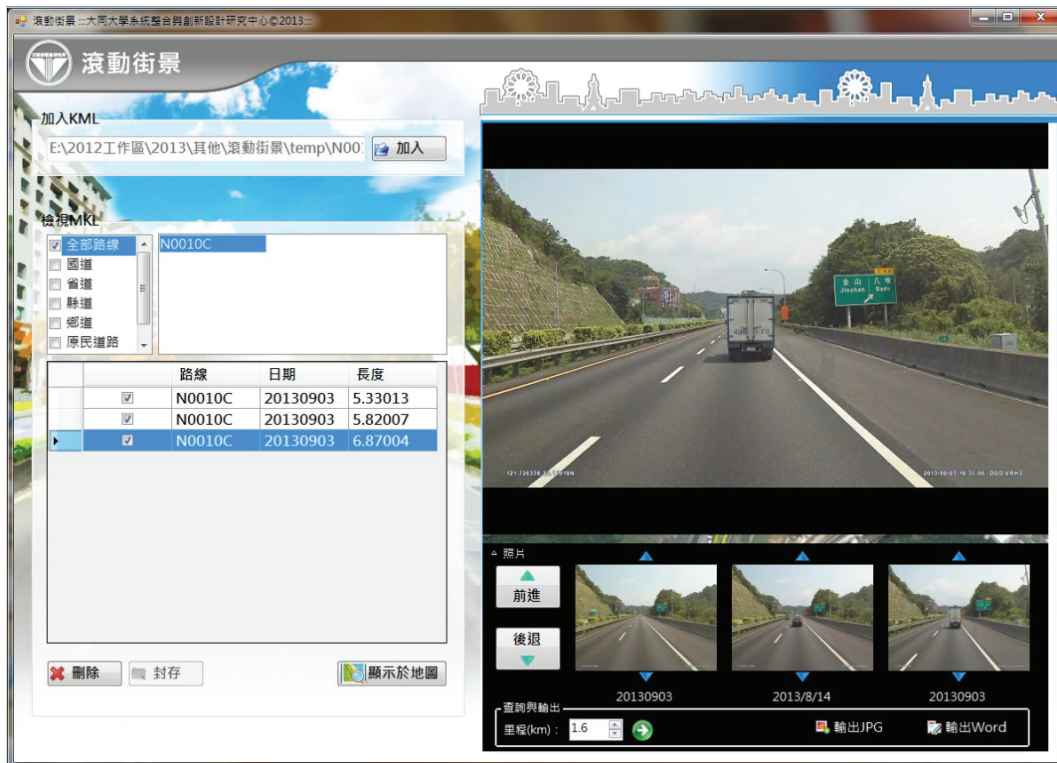 滾動街景 :::大同大學系統整合與創新設計研究中心©2013:::
滾動街景
加入KML
E:\2012工作區\2013\其他\滾動街景\temp\N00
加入
檢視MKL
全部路線
國道
省道
縣道
鄉道
原民道路
N0010C
路線 日期 長度
N0010C 20130903 5.33013
N0010C 20130903 5.82007
N0010C 20130903 6.87004
刪除
封存
顯示於地圖
金山 八堵
Jinshan Badu
照片
前進
後退
20130903
2013/8/14
20130903
查詢與輸出
里程(km)： 1.6
輸出JPG
輸出Word